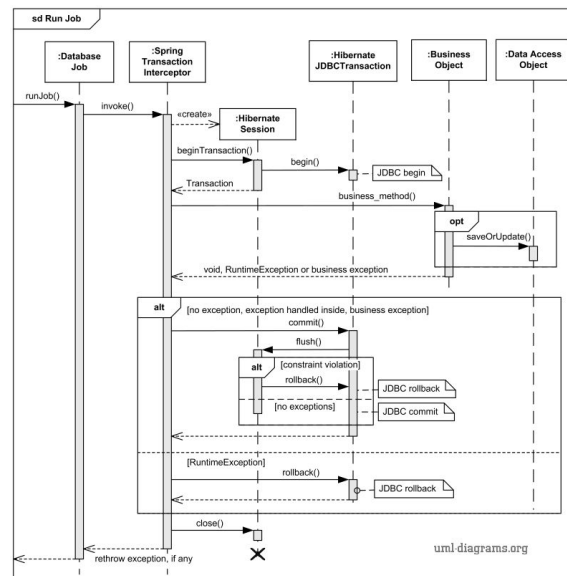 sd Run Job
:Database
Job
:Spring
Transaction
Interceptor
:Hibernate
JDBCTransaction
:Business
Object
:Data Access
Object
runJob()
invoke()
«create»
:Hibernate
Session
beginTransaction()
begin()
JDBC begin
Transaction
business_method()
opt
saveOrUpdate()
void, RuntimeException or business exception
alt
[no exception, exception handled inside, business exception]
commit()
flush()
alt
[constraint violation]
rollback()
JDBC rollback
[no exceptions]
JDBC commit
[RuntimeException]
rollback()
JDBC rollback
close()
uml-diagrams.org
rethrow exception, if any